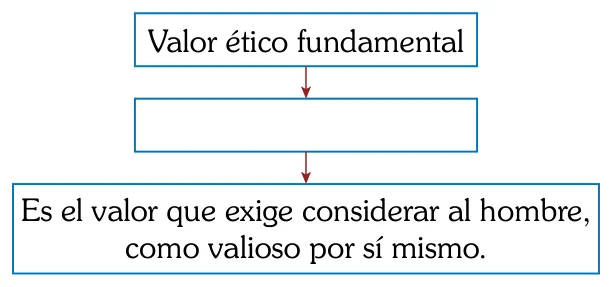 Valor ético fundamental
Es el valor que exige considerar al hombre,
como valioso por sí mismo.